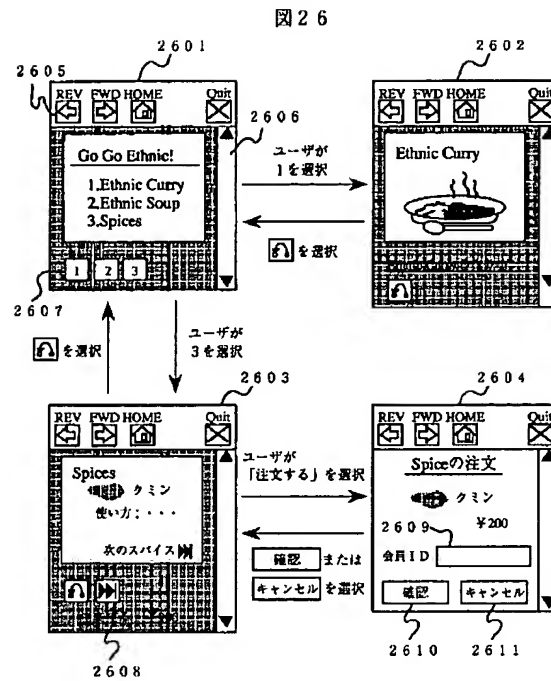 図26
2601
2602
2605
REV FWD HOME Quit
2606
Go Go Ethnic!
1.Ethnic Curry
2.Ethnic Soup
3.Spices
1 2 3
2607
ユーザが
1を選択
を選択
REV FWD HOME Quit
Ethnic Curry
を選択
ユーザが
3を選択
2603
2604
REV FWD HOME Quit
Spices
クミン
使い方:・・・
次のスパイス
2608
ユーザが
「注文する」を選択
確認 または
キャンセル を選択
REV FWD HOME Quit
Spiceの注文
クミン
¥200
2609
会員ID
確認 キャンセル
2610 2611